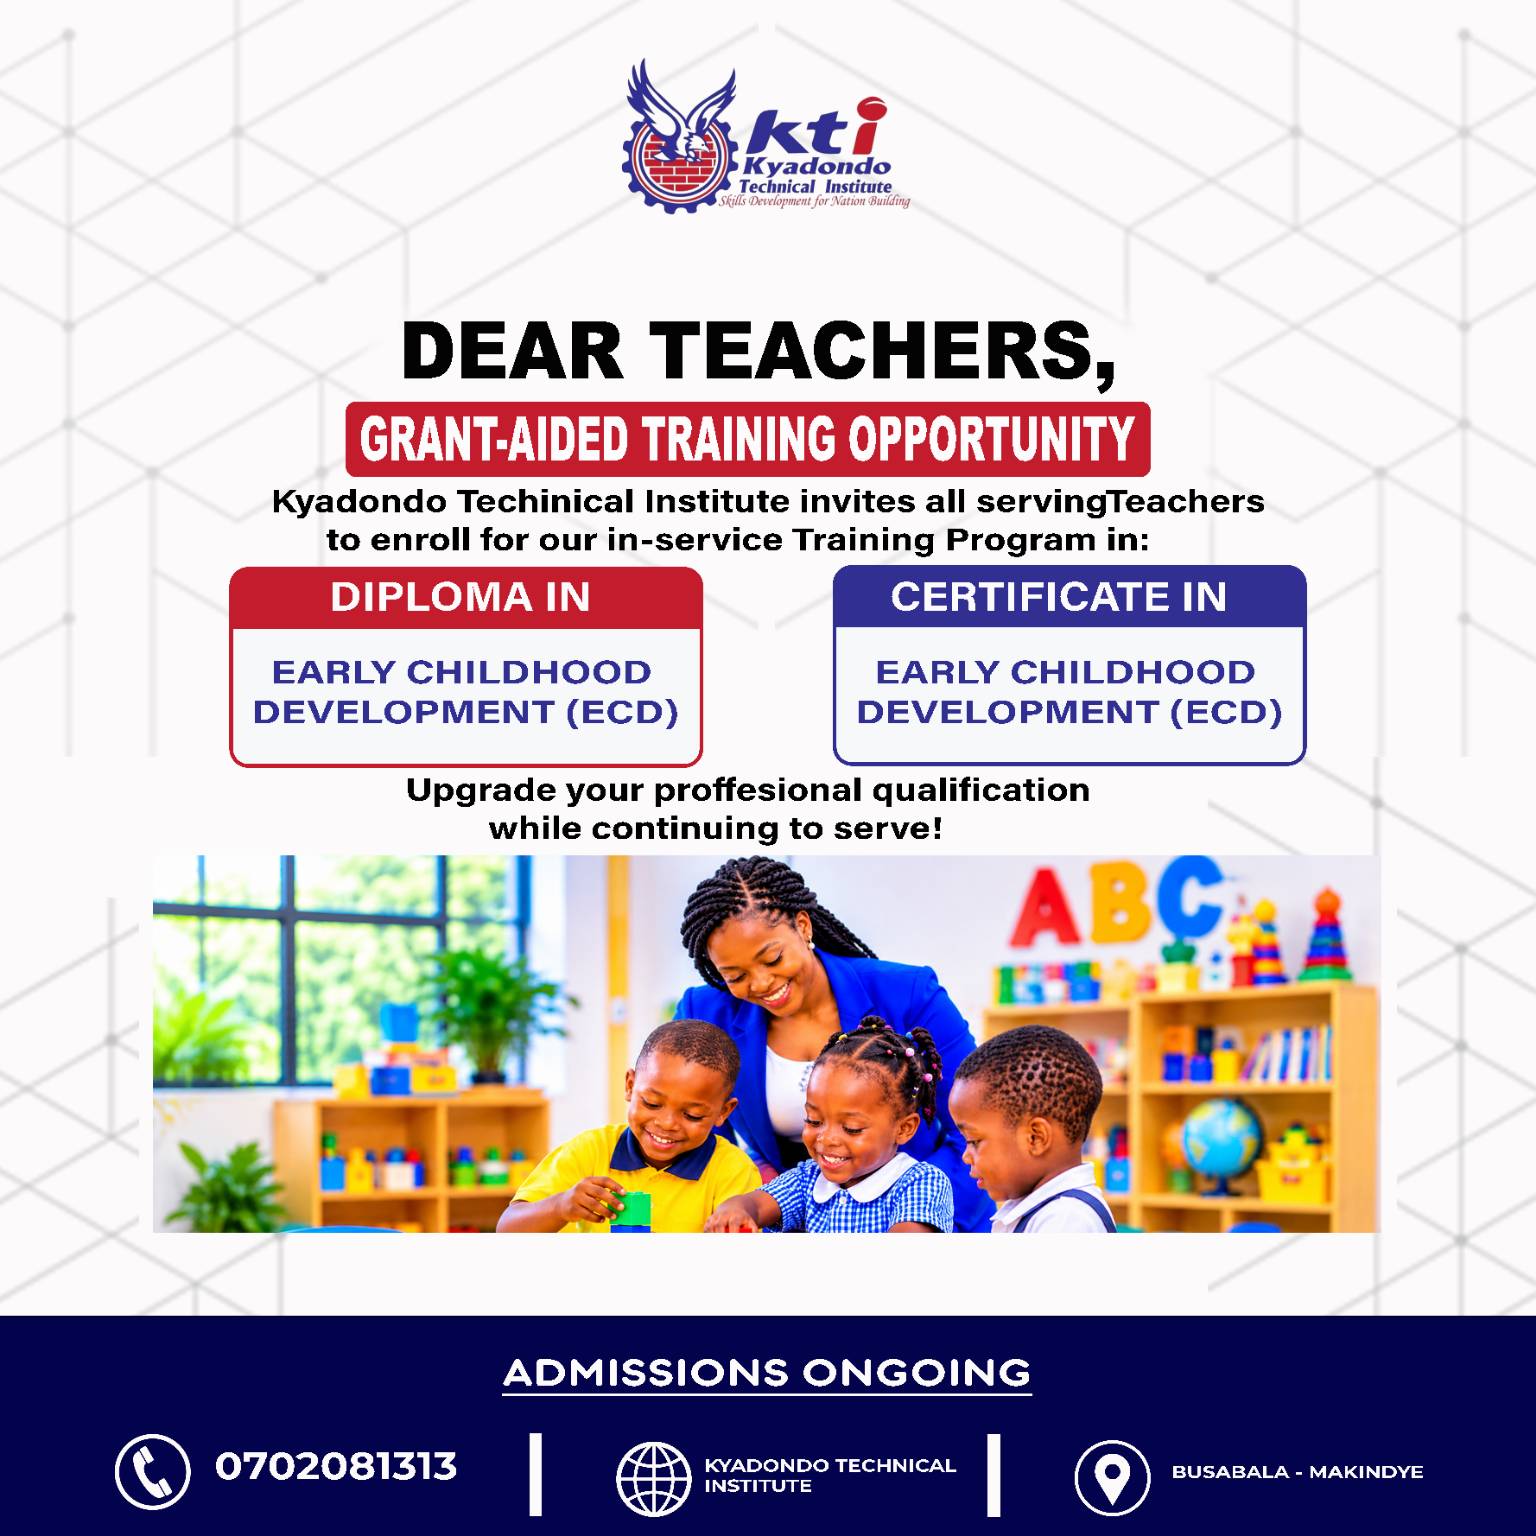 kti
Kyadondo
Technical Institute
Skills Development for Nation Building
DEAR TEACHERS,
GRANT-AIDED TRAINING OPPORTUNITY
Kyadondo Techinical Institute invites all servingTeachers
to enroll for our in-service Training Program in:
DIPLOMA IN
EARLY CHILDHOOD
DEVELOPMENT (ECD)
CERTIFICATE IN
EARLY CHILDHOOD
DEVELOPMENT (ECD)
Upgrade your proffesional qualification
while continuing to serve!
ABC
ADMISSIONS ONGOING
0702081313
KYADONDO TECHNICAL
INSTITUTE
BUSABALA - MAKINDYE